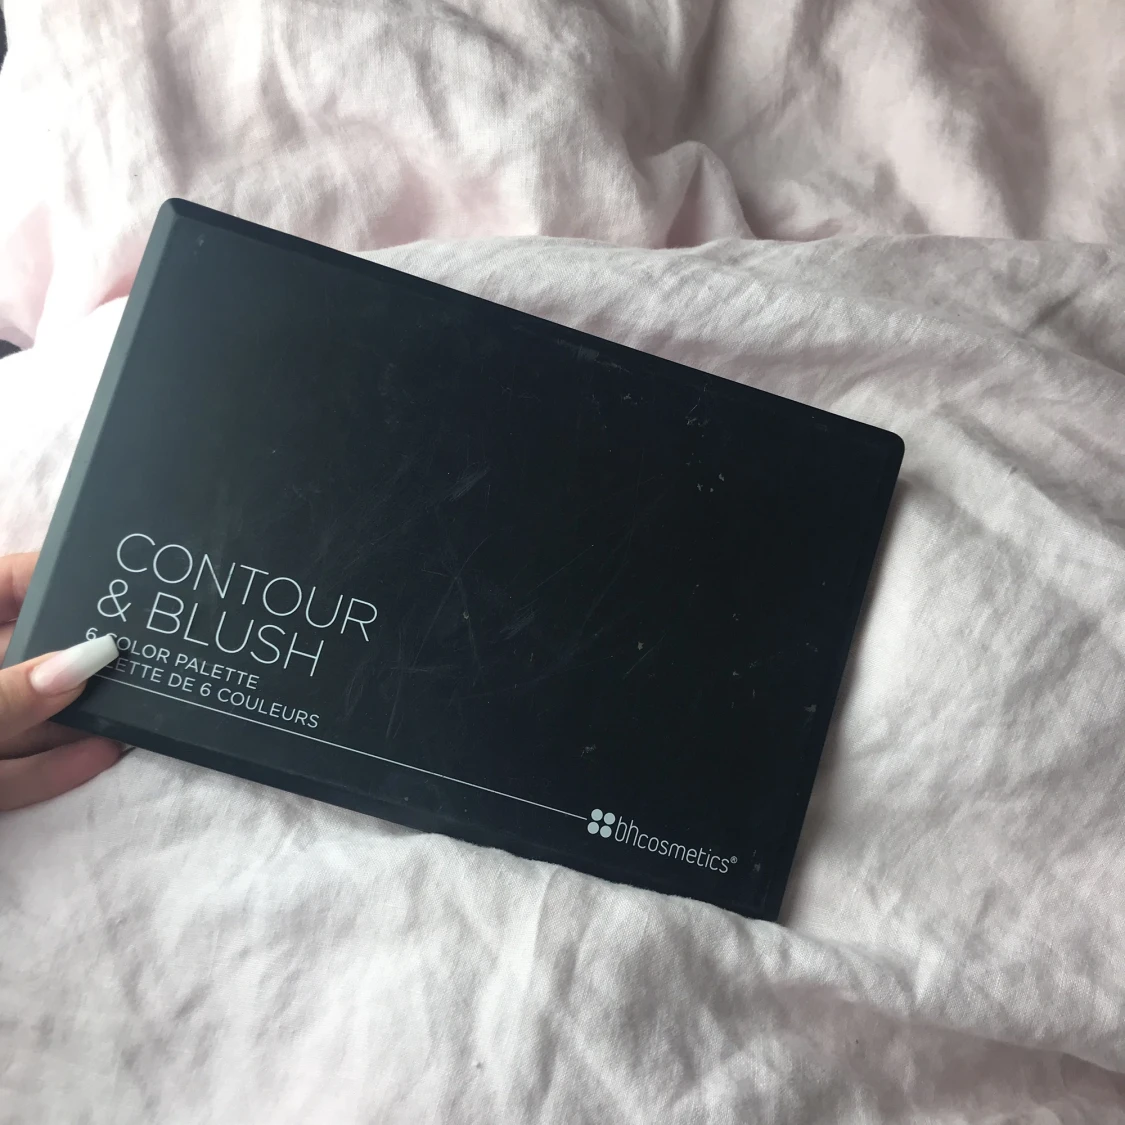 CONTOUR
& BLUSH
6 COLOR PALETTE
DE 6 COULEURS
bhcosmetics®